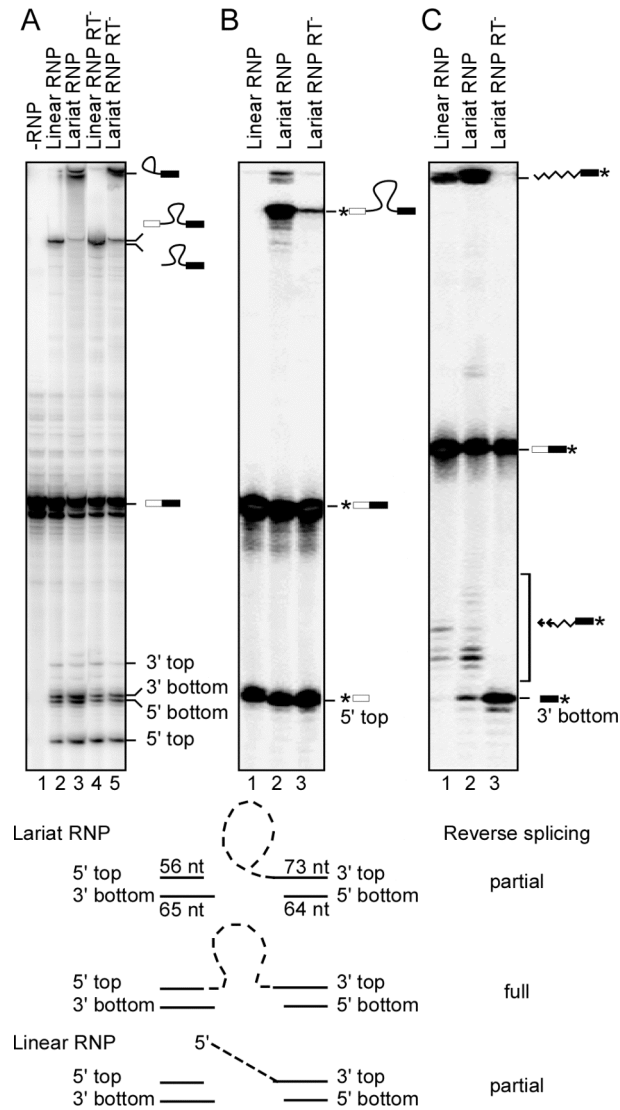 A
B
C
-RNP
Linear RNP
Lariat RNP
Linear RNP RT-
Lariat RNP RT-
Linear RNP
Lariat RNP
Lariat RNP RT-
Linear RNP
Lariat RNP
Lariat RNP RT-
*
*
*
*
*
*
3' top
3' bottom
5' bottom
5' top
5' top
3' bottom
1 2 3 4 5
1 2 3
1 2 3
Lariat RNP
Reverse splicing
5' top 56 nt 73 nt 3' top
partial
3' bottom 65 nt 64 nt 5' bottom
5' top 3' top
full
3' bottom 5' bottom
Linear RNP 5'
5' top 3' top
partial
3' bottom 5' bottom